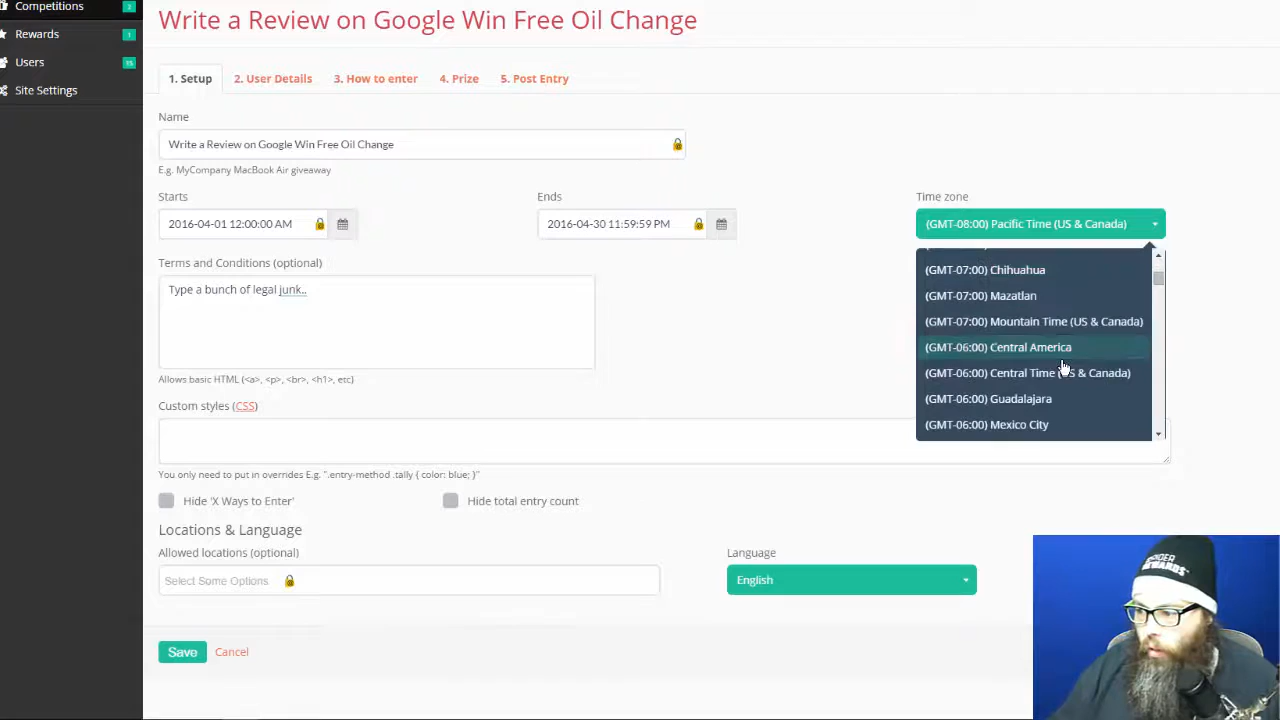 Competitions 3
Write a Review on Google Win Free Oil Change
Rewards 1
Users 15
Site Settings
1. Setup 2. User Details 3. How to enter 4. Prize 5. Post Entry
Name
Write a Review on Google Win Free Oil Change
E.g. MyCompany MacBook Air giveaway
Starts Ends Time zone
2016-04-01 12:00:00 AM 2016-04-30 11:59:59 PM (GMT-08:00) Pacific Time (US & Canada)
Terms and Conditions (optional)
Type a bunch of legal junk..
(GMT-07:00) Chihuahua
(GMT-07:00) Mazatlan
(GMT-07:00) Mountain Time (US & Canada)
(GMT-06:00) Central America
(GMT-06:00) Central Time (US & Canada)
(GMT-06:00) Guadalajara
(GMT-06:00) Mexico City
Allows basic HTML (<a>, <p>, <br>, <h1>, etc)
Custom styles (CSS)
You only need to put in overrides E.g. ".entry-method .tally { color: blue; }"
Hide 'X Ways to Enter' Hide total entry count
Locations & Language
Allowed locations (optional) Language
Select Some Options English
Save Cancel